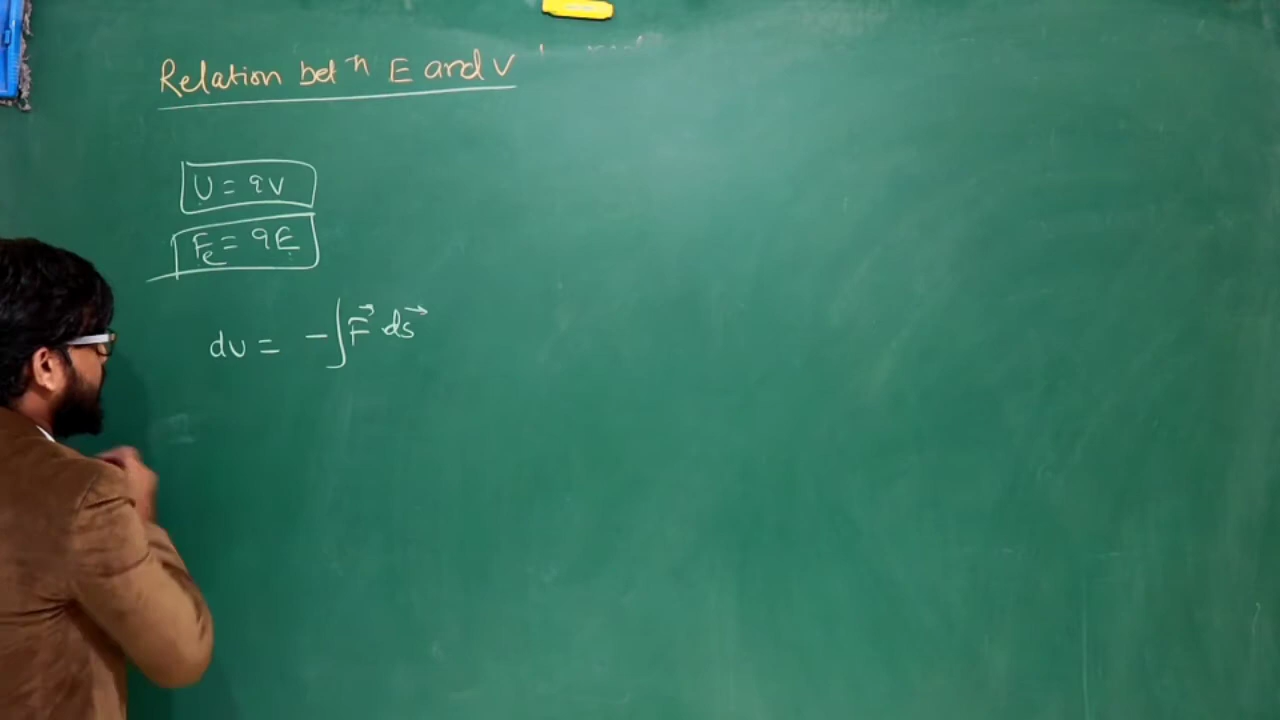 Relation betⁿ E and V
U = qV
Fₑ = qE
dU = -∫F⃗ ds⃗